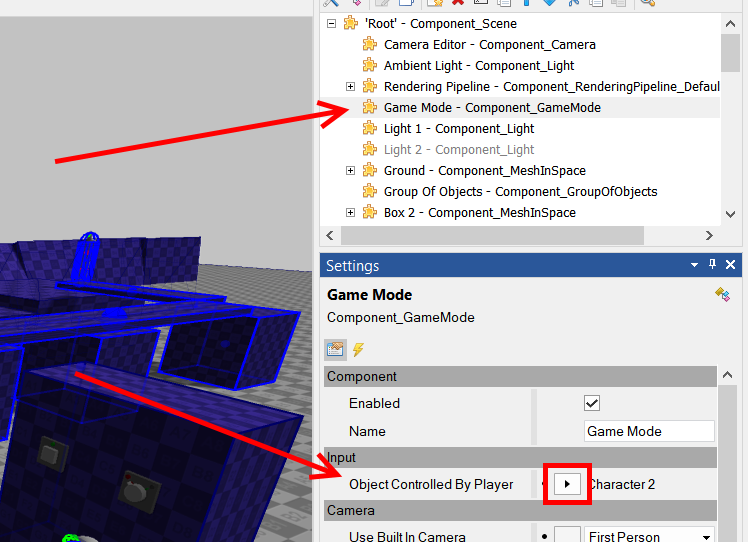 'Root' - Component_Scene
Camera Editor - Component_Camera
Ambient Light - Component_Light
Rendering Pipeline - Component_RenderingPipeline_Defaul
Game Mode - Component_GameMode
Light 1 - Component_Light
Light 2 - Component_Light
Ground - Component_MeshInSpace
Group Of Objects - Component_GroupOfObjects
Box 2 - Component_MeshInSpace
Settings
Game Mode
Component_GameMode
Component
Enabled
Name Game Mode
Input
Object Controlled By Player Character 2
Camera
Use Built In Camera First Person